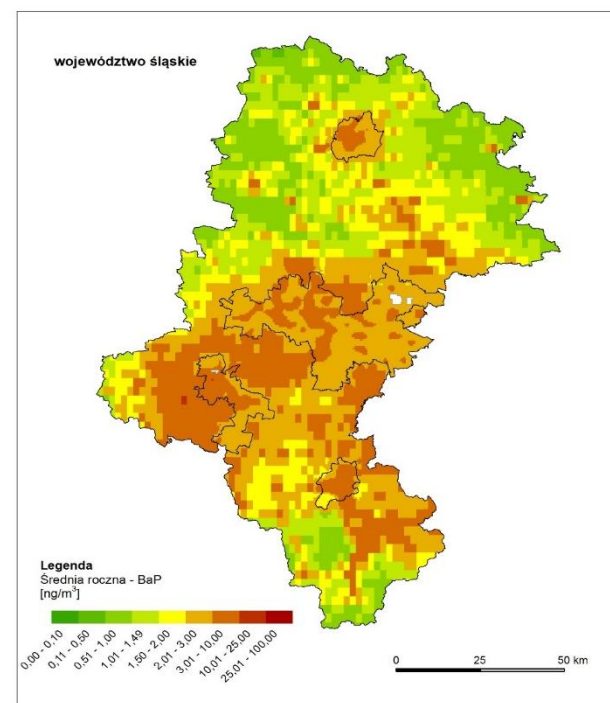 województwo śląskie
Legenda
Średnia roczna - BaP
[ng/m³]
0,00 - 0,10
0,11 - 0,50
0,51 - 1,00
1,01 - 1,49
1,50 - 2,00
2,01 - 3,00
3,01 - 10,00
10,01 - 25,00
25,01 - 100,00
0 25 50 km